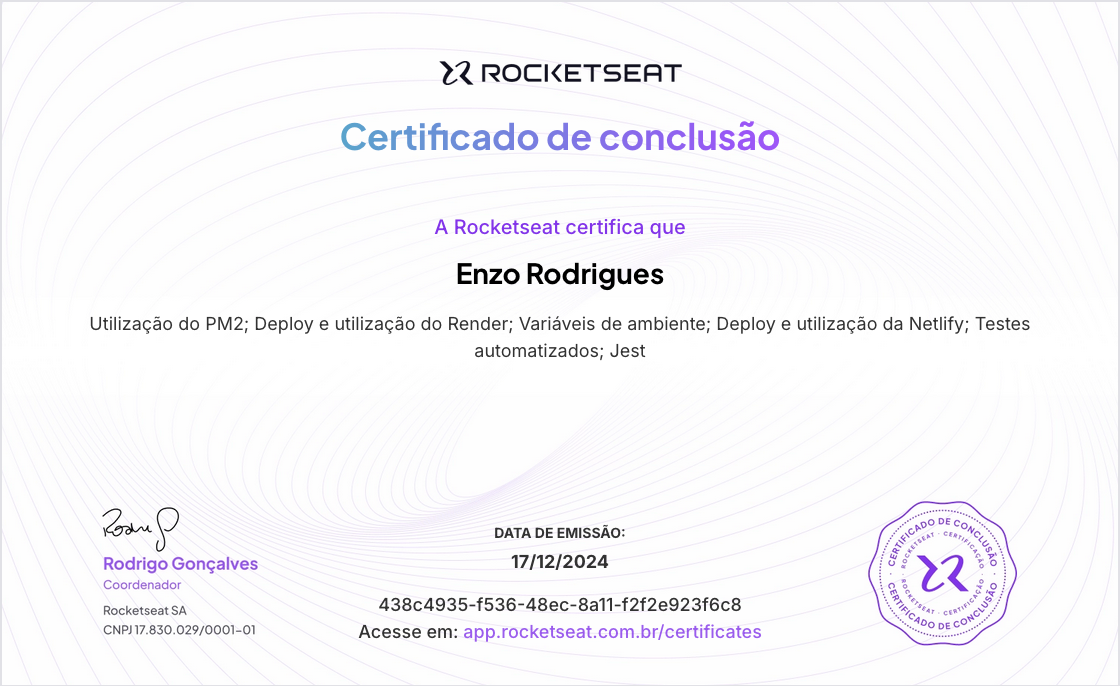 ROCKETSEAT
Certificado de conclusão
A Rocketseat certifica que
Enzo Rodrigues
Utilização do PM2; Deploy e utilização do Render; Variáveis de ambiente; Deploy e utilização da Netlify; Testes
automatizados; Jest
Rodrigo Gonçalves
Coordenador
Rocketseat SA
CNPJ 17.830.029/0001-01
DATA DE EMISSÃO:
17/12/2024
438c4935-f536-48ec-8a11-f2f2e923f6c8
Acesse em: app.rocketseat.com.br/certificates
CERTIFICADO DE CONCLUSÃO
ROCKETSEAT · CERTIFICAÇÃO
ROCKETSEAT · CERTIFICAÇÃO
CERTIFICADO DE CONCLUSÃO